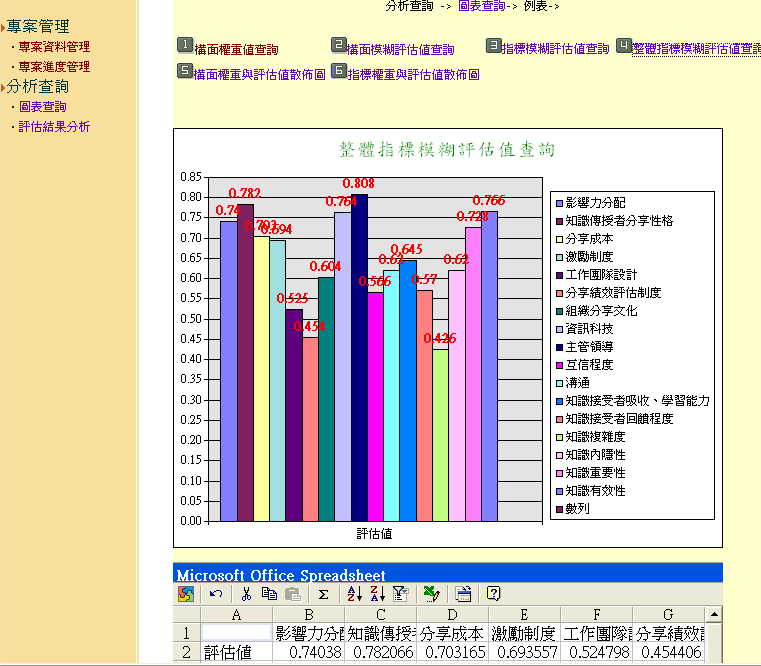 分析查詢 -> 圖表查詢-> 例表->
專案管理
・專案資料管理
・專案進度管理
分析查詢
・圖表查詢
・評估結果分析
1 構面權重值查詢 2 構面模糊評估值查詢 3 指標模糊評估值查詢 4 整體指標模糊評估值查詢
5 構面權重與評估值散佈圖 6 指標權重與評估值散佈圖
整體指標模糊評估值查詢
0.85
0.80
0.75
0.70
0.65
0.60
0.55
0.50
0.45
0.40
0.35
0.30
0.25
0.20
0.15
0.10
0.05
0.00
0.74
0.782
0.703
0.694
0.525
0.454
0.604
0.764
0.808
0.566
0.62
0.645
0.57
0.426
0.62
0.728
0.766
評估值
影響力分配
知識傳授者分享性格
分享成本
激勵制度
工作團隊設計
分享績效評估制度
組織分享文化
資訊科技
主管領導
互信程度
溝通
知識接受者吸收、學習能力
知識接受者回饋程度
知識複雜度
知識內隱性
知識重要性
知識有效性
數列
Microsoft Office Spreadsheet
A B C D E F G
1 影響力分配 知識傳授者 分享成本 激勵制度 工作團隊設 分享績效評
2 評估值 0.74038 0.782066 0.703165 0.693557 0.524798 0.454406